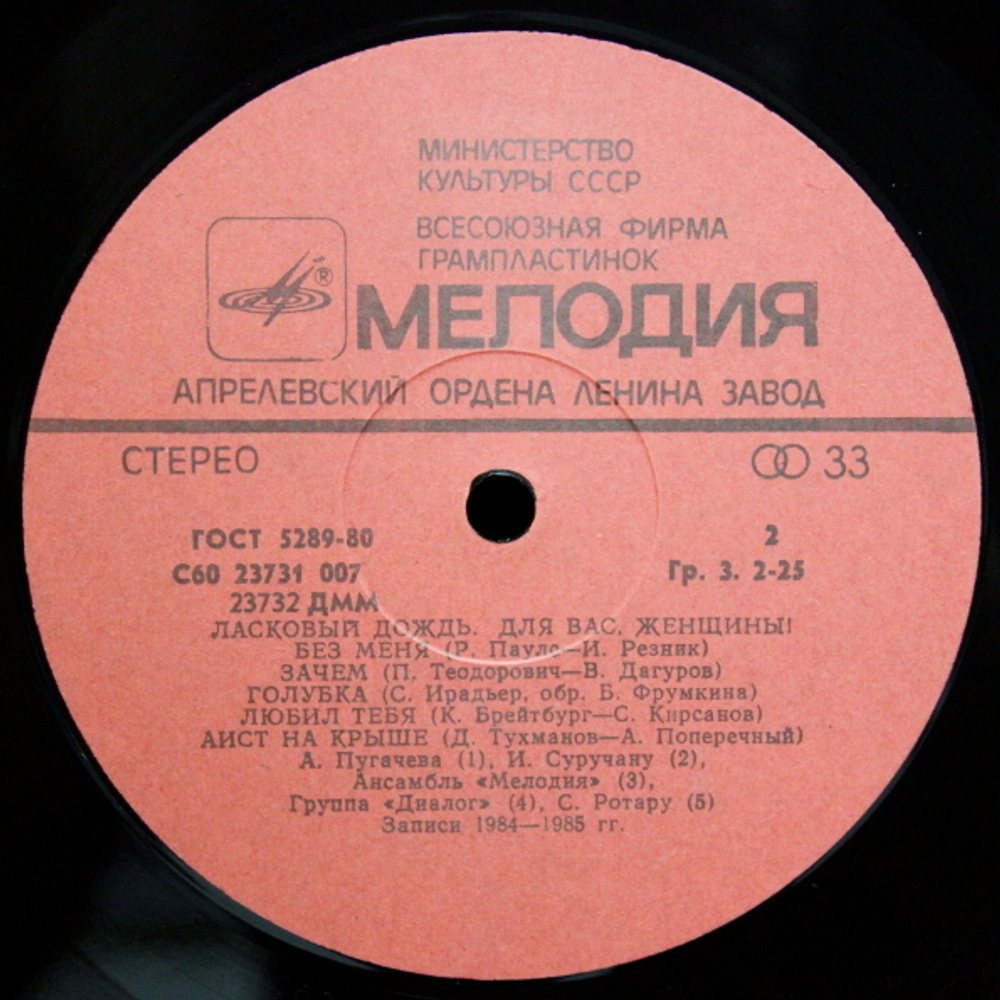 МИНИСТЕРСТВО
КУЛЬТУРЫ СССР
ВСЕСОЮЗНАЯ ФИРМА
ГРАМПЛАСТИНОК
®
МЕЛОДИЯ
АПРЕЛЕВСКИЙ ОРДЕНА ЛЕНИНА ЗАВОД
СТЕРЕО 33
ГОСТ 5289-80 2
С60 23731 007 Гр. 3. 2-25
23732 ДММ
ЛАСКОВЫЙ ДОЖДЬ. ДЛЯ ВАС, ЖЕНЩИНЫ!
БЕЗ МЕНЯ (Р. Паулс—И. Резник)
ЗАЧЕМ (П. Теодорович—В. Дагуров)
ГОЛУБКА (С. Ирадьер, обр. Б. Фрумкина)
ЛЮБИЛ ТЕБЯ (К. Брейтбург—С. Кирсанов)
АИСТ НА КРЫШЕ (Д. Тухманов—А. Поперечный)
А. Пугачева (1), И. Суручану (2),
Ансамбль «Мелодия» (3),
Группа «Диалог» (4), С. Ротару (5)
Записи 1984—1985 гг.